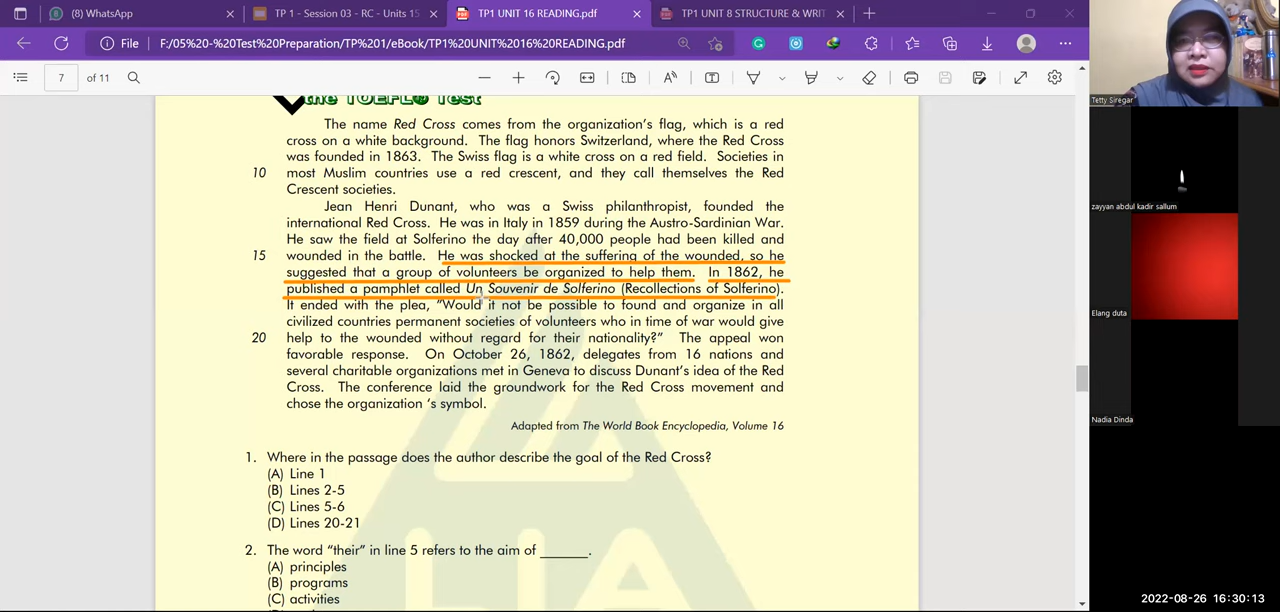 (8) WhatsApp
TP 1 - Session 03 - RC - Units 15
TP1 UNIT 16 READING.pdf
TP1 UNIT 8 STRUCTURE & WRIT
File
F:/05%20-%20Test%20Preparation/TP%201/eBook/TP1%20UNIT%2016%20READING.pdf
7 of 11
the TOEFL® Test
The name Red Cross comes from the organization's flag, which is a red
cross on a white background. The flag honors Switzerland, where the Red Cross
was founded in 1863. The Swiss flag is a white cross on a red field. Societies in
10 most Muslim countries use a red crescent, and they call themselves the Red
Crescent societies.
Jean Henri Dunant, who was a Swiss philanthropist, founded the
international Red Cross. He was in Italy in 1859 during the Austro-Sardinian War.
He saw the field at Solferino the day after 40,000 people had been killed and
15 wounded in the battle. He was shocked at the suffering of the wounded, so he
suggested that a group of volunteers be organized to help them. In 1862, he
published a pamphlet called Un Souvenir de Solferino (Recollections of Solferino).
It ended with the plea, "Would it not be possible to found and organize in all
civilized countries permanent societies of volunteers who in time of war would give
20 help to the wounded without regard for their nationality?" The appeal won
favorable response. On October 26, 1862, delegates from 16 nations and
several charitable organizations met in Geneva to discuss Dunant's idea of the Red
Cross. The conference laid the groundwork for the Red Cross movement and
chose the organization 's symbol.
Adapted from The World Book Encyclopedia, Volume 16
1. Where in the passage does the author describe the goal of the Red Cross?
(A) Line 1
(B) Lines 2-5
(C) Lines 5-6
(D) Lines 20-21
2. The word "their" in line 5 refers to the aim of _______.
(A) principles
(B) programs
(C) activities
Tetty Siregar
zayyan abdul kadir sallum
Elang duta
Nadia Dinda
2022-08-26 16:30:13